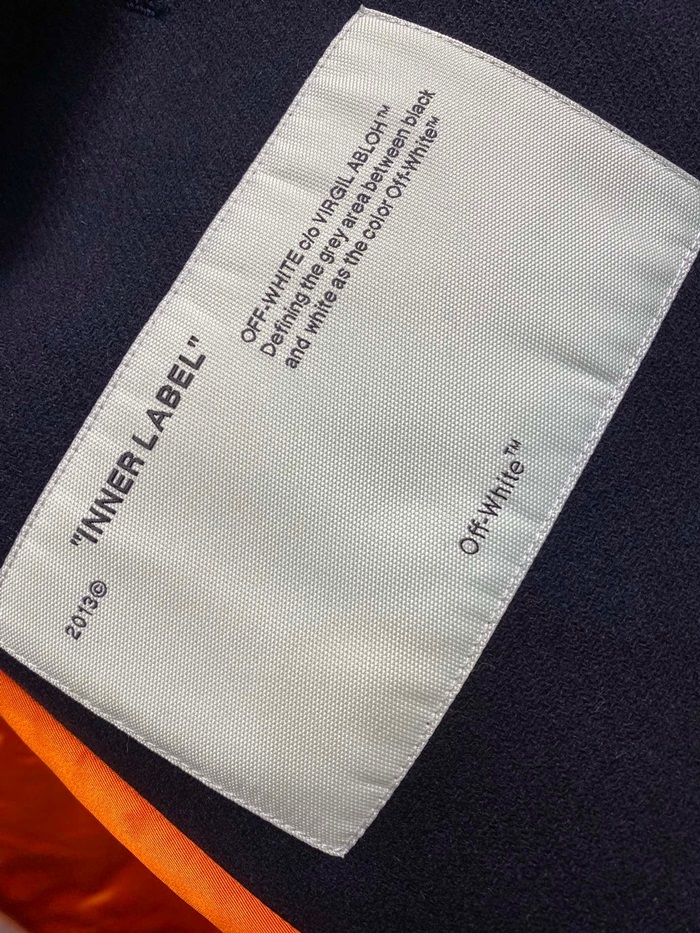 2013© "INNER LABEL"
OFF-WHITE c/o VIRGIL ABLOH™
Defining the grey area between black
and white as the color Off-White™
Off-White™